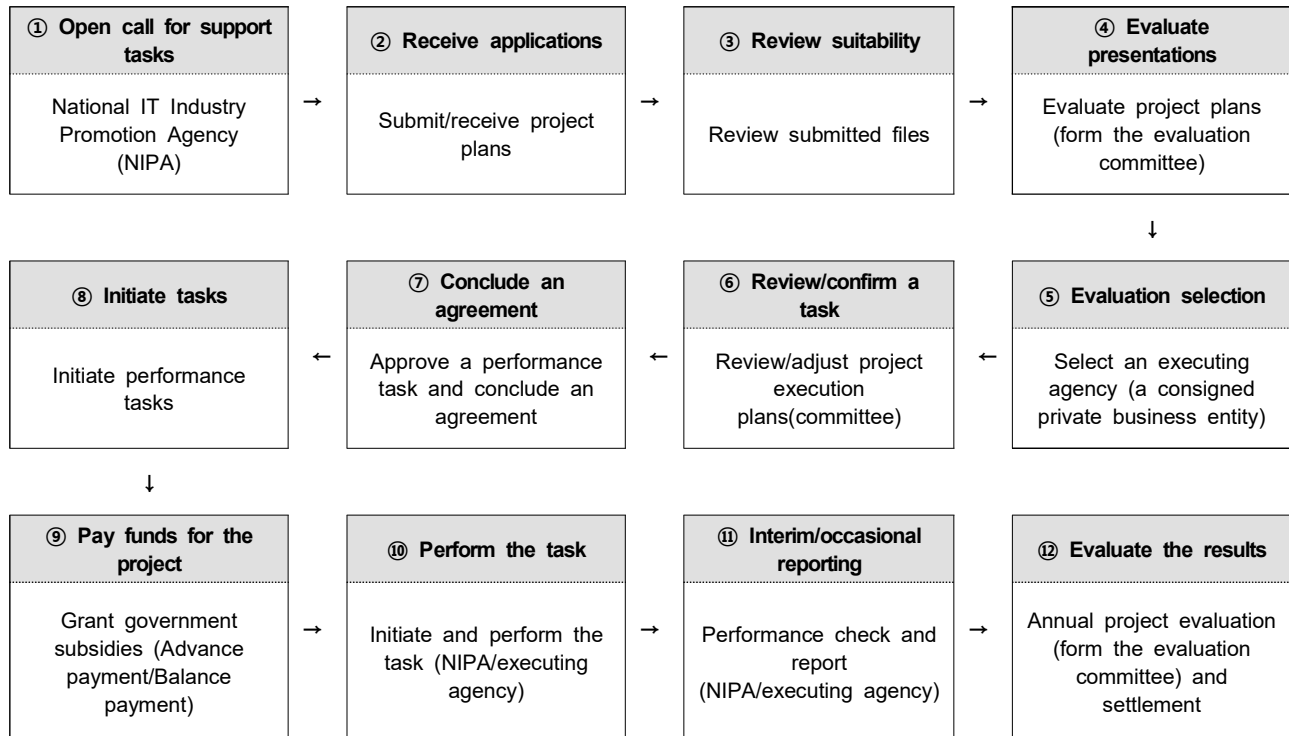 ① Open call for support
tasks
National IT Industry
Promotion Agency
(NIPA)
→
② Receive applications
Submit/receive project
plans
→
③ Review suitability
Review submitted files
→
④ Evaluate
presentations
Evaluate project plans
(form the evaluation
committee)
↓
⑤ Evaluation selection
Select an executing
agency (a consigned
private business entity)
←
⑥ Review/confirm a
task
Review/adjust project
execution
plans(committee)
←
⑦ Conclude an
agreement
Approve a performance
task and conclude an
agreement
←
⑧ Initiate tasks
Initiate performance
tasks
↓
⑨ Pay funds for the
project
Grant government
subsidies (Advance
payment/Balance
payment)
→
⑩ Perform the task
Initiate and perform the
task (NIPA/executing
agency)
→
⑪ Interim/occasional
reporting
Performance check and
report
(NIPA/executing agency)
→
⑫ Evaluate the results
Annual project evaluation
(form the evaluation
committee) and
settlement